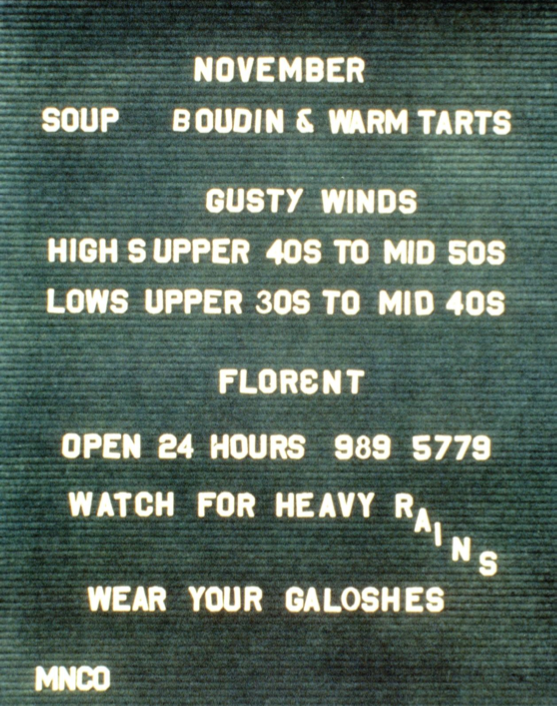 NOVEMBER
SOUP BOUDIN & WARM TARTS
GUSTY WINDS
HIGHS UPPER 40S TO MID 50S
LOWS UPPER 30S TO MID 40S
FLORENT
OPEN 24 HOURS 989 5779
WATCH FOR HEAVY RAINS
WEAR YOUR GALOSHES
MNCO